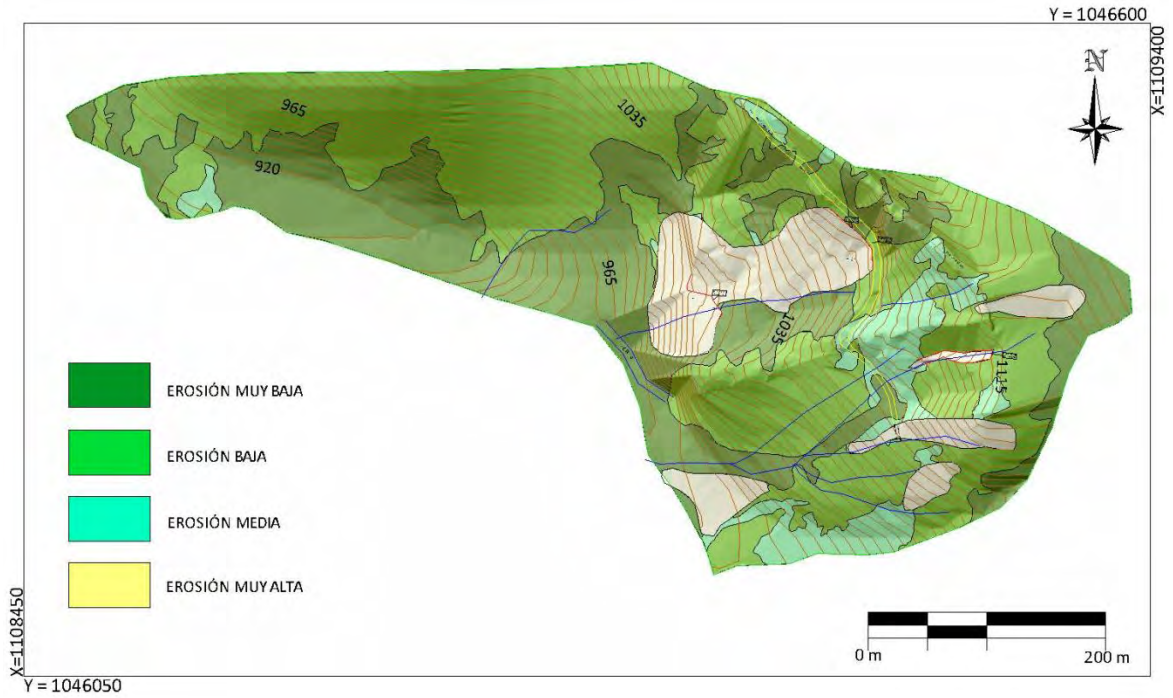 Y = 1046600
X=1109400
N
965
1035
920
965
1035
1115
EROSIÓN MUY BAJA
EROSIÓN BAJA
EROSIÓN MEDIA
EROSIÓN MUY ALTA
0 m
200 m
X=1108450
Y = 1046050